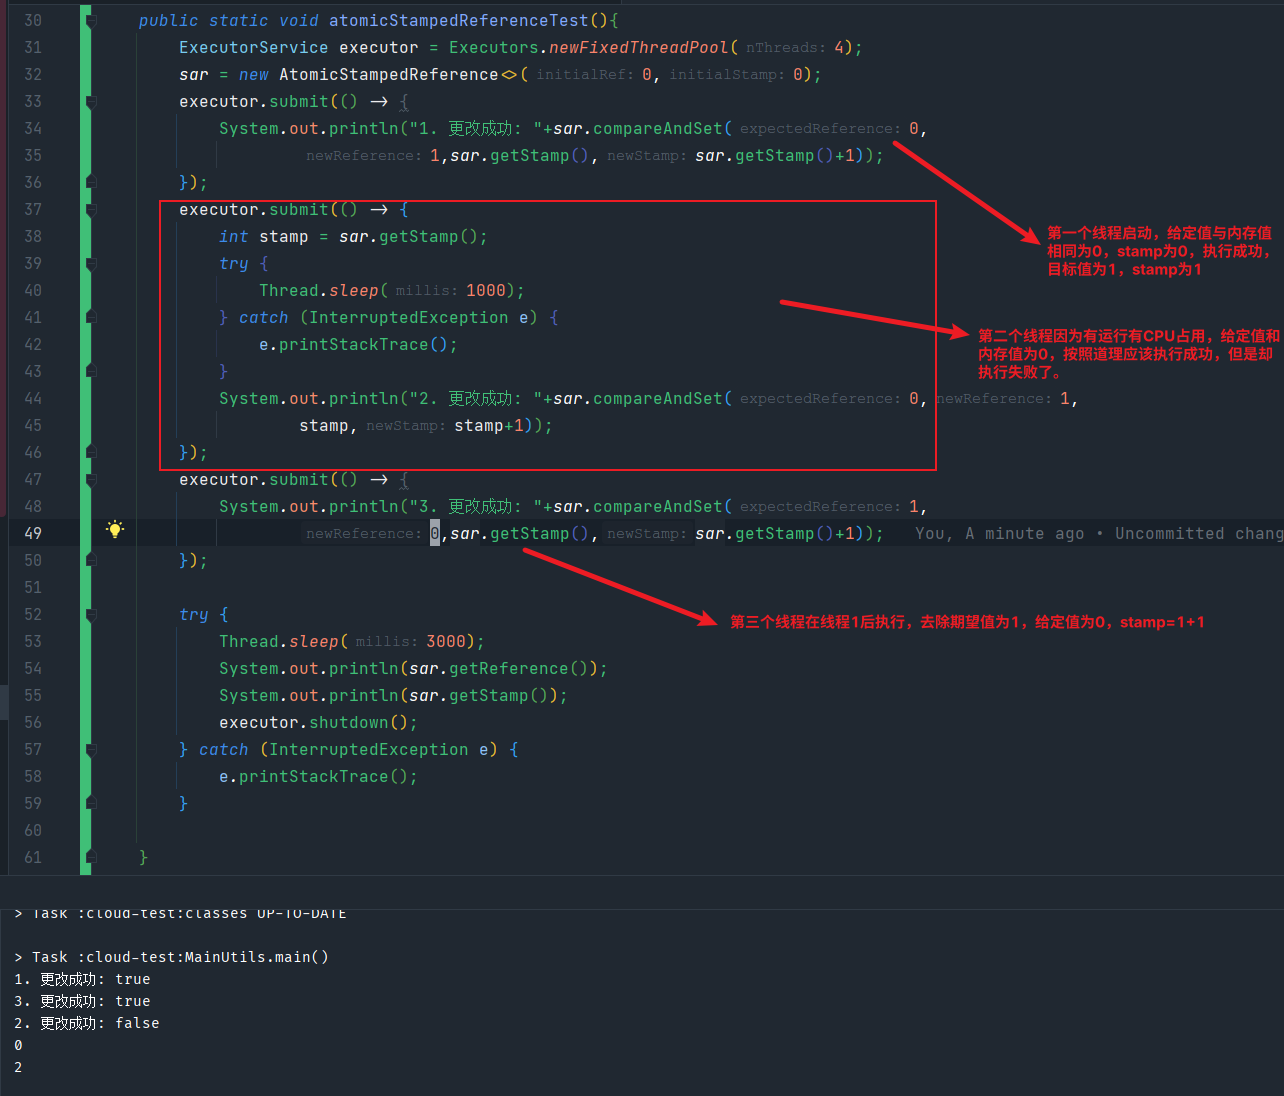 30 public static void atomicStampedReferenceTest(){
31 ExecutorService executor = Executors.newFixedThreadPool( nThreads: 4);
32 sar = new AtomicStampedReference<>( initialRef: 0, initialStamp: 0);
33 executor.submit(() -> {
34 System.out.println("1. 更改成功: "+sar.compareAndSet( expectedReference: 0,
35 newReference: 1,sar.getStamp(), newStamp: sar.getStamp()+1));
36 });
37 executor.submit(() -> {
38 int stamp = sar.getStamp();
39 try {
40 Thread.sleep( millis: 1000);
41 } catch (InterruptedException e) {
42 e.printStackTrace();
43 }
44 System.out.println("2. 更改成功: "+sar.compareAndSet( expectedReference: 0, newReference: 1,
45 stamp, newStamp: stamp+1));
46 });
47 executor.submit(() -> {
48 System.out.println("3. 更改成功: "+sar.compareAndSet( expectedReference: 1,
49 newReference: 0,sar.getStamp(), newStamp: sar.getStamp()+1)); You, A minute ago • Uncommitted chang
50 });
51
52 try {
53 Thread.sleep( millis: 3000);
54 System.out.println(sar.getReference());
55 System.out.println(sar.getStamp());
56 executor.shutdown();
57 } catch (InterruptedException e) {
58 e.printStackTrace();
59 }
60
61 }
第一个线程启动，给定值与内存值
相同为0，stamp为0，执行成功，
目标值为1，stamp为1
第二个线程因为有运行有CPU占用，给定值和
内存值为0，按照道理应该执行成功，但是却
执行失败了。
第三个线程在线程1后执行，去除期望值为1，给定值为0，stamp=1+1
> Task :cloud-test:classes UP-TO-DATE
> Task :cloud-test:MainUtils.main()
1. 更改成功: true
3. 更改成功: true
2. 更改成功: false
0
2